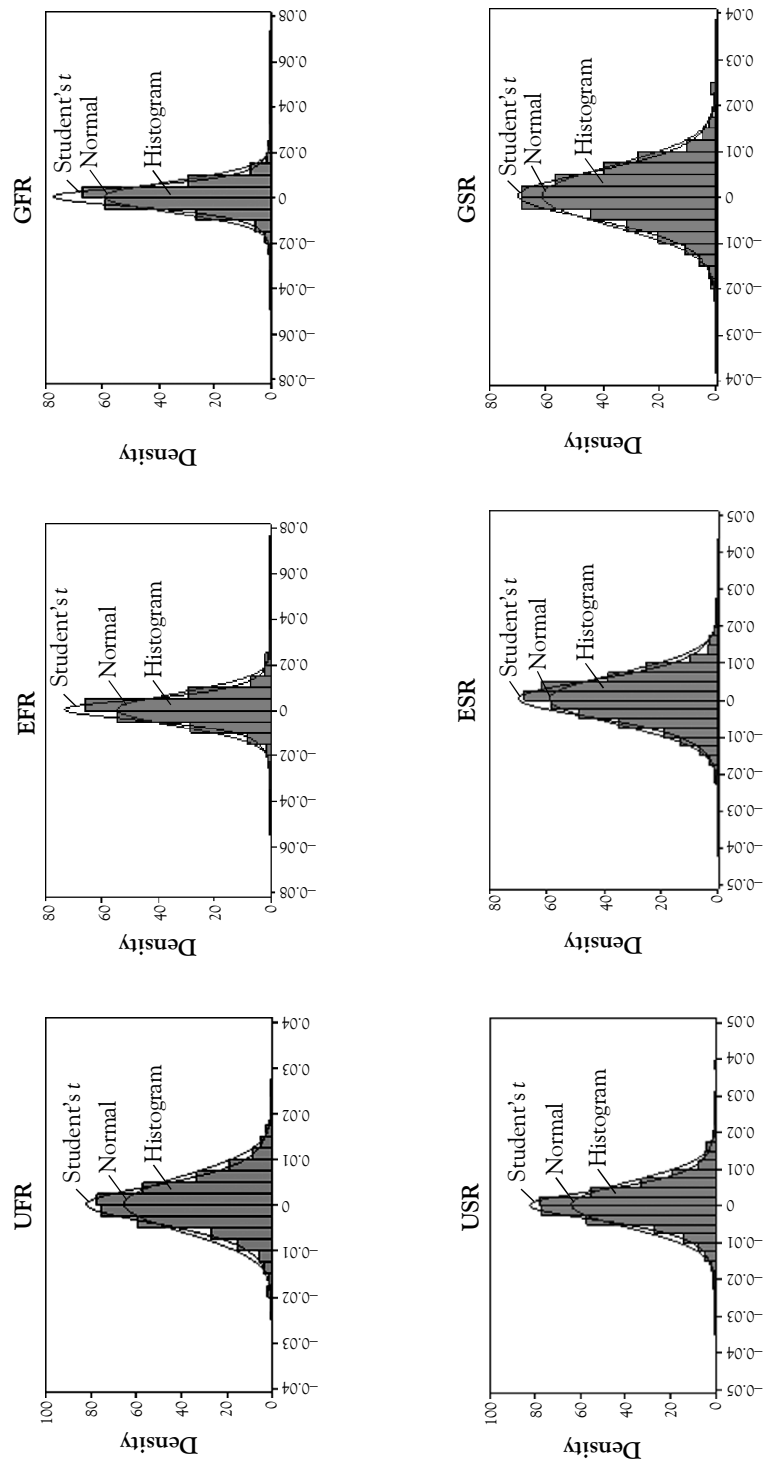 UFR
Density
100
80
60
40
20
0
Student's t
Normal
Histogram
−0.04 −0.03 −0.02 −0.01 0 0.01 0.02 0.03 0.04
EFR
Density
80
60
40
20
0
Student's t
Normal
Histogram
−0.08 −0.06 −0.04 −0.02 0 0.02 0.04 0.06 0.08
GFR
Density
80
60
40
20
0
Student's t
Normal
Histogram
−0.08 −0.06 −0.04 −0.02 0 0.02 0.04 0.06 0.08
USR
Density
100
80
60
40
20
0
Student's t
Normal
Histogram
−0.05 −0.04 −0.03 −0.02 −0.01 0 0.01 0.02 0.03 0.04 0.05
ESR
Density
80
60
40
20
0
Student's t
Normal
Histogram
−0.05 −0.04 −0.03 −0.02 −0.01 0 0.01 0.02 0.03 0.04 0.05
GSR
Density
80
60
40
20
0
Student's t
Normal
Histogram
−0.04 −0.03 −0.02 −0.01 0 0.01 0.02 0.03 0.04